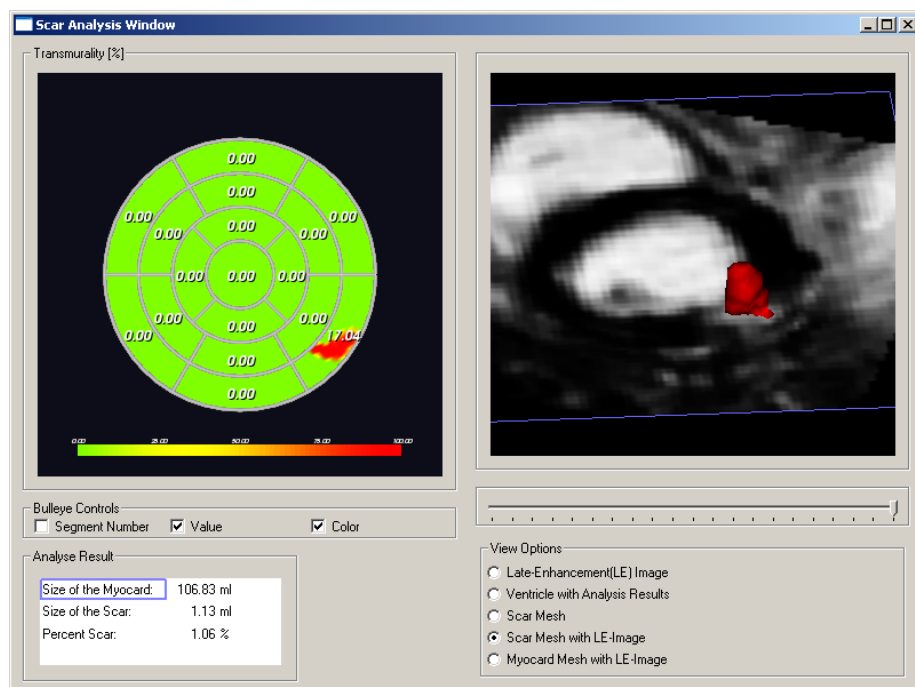 Scar Analysis Window
Transmurality [%]
0.00
0.00
0.00
0.00
0.00
0.00
0.00
0.00
0.00 0.00 0.00
0.00
0.00
0.00
17.04
0.00
0.00
0.00
0.00 25.00 50.00 75.00 100.00
Bulleye Controls
Segment Number Value Color
Analyse Result
Size of the Myocard: 106.83 ml
Size of the Scar: 1.13 ml
Percent Scar: 1.06 %
View Options
Late-Enhancement(LE) Image
Ventricle with Analysis Results
Scar Mesh
Scar Mesh with LE-Image
Myocard Mesh with LE-Image